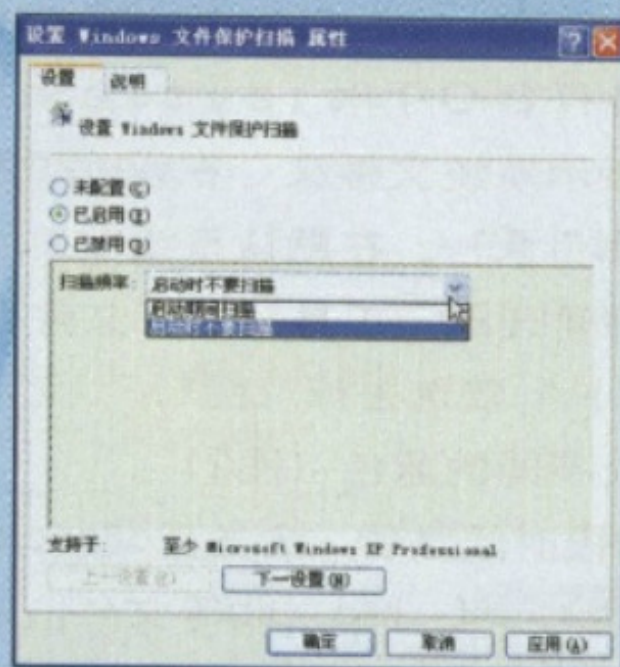 设置 Windows 文件保护扫描 属性
设置 说明
设置 Windows 文件保护扫描
未配置(C)
已启用(E)
已禁用(D)
扫描频率: 启动时不要扫描
启动期间扫描
启动时不要扫描
支持于: 至少 Microsoft Windows XP Professional
上一设置(P) 下一设置(N)
确定 取消 应用(A)